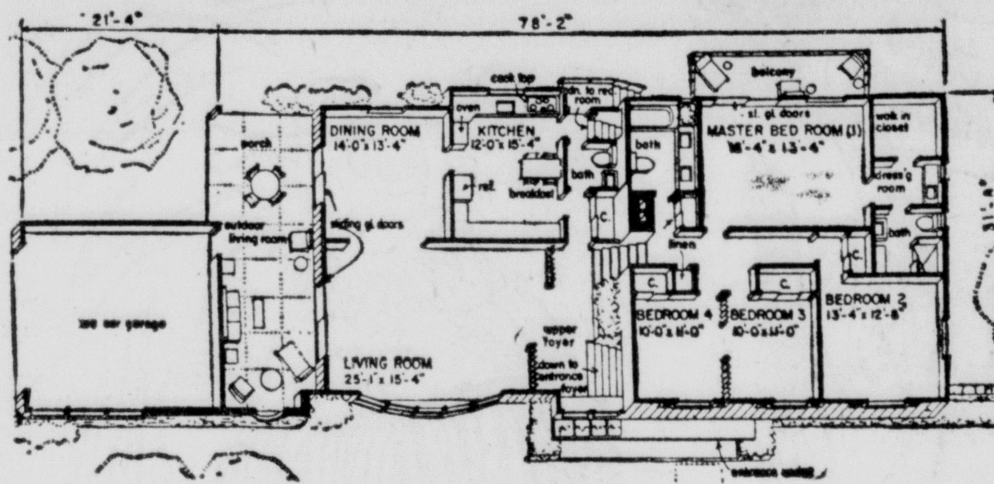 21'-4"
78'-2"
balcony
cook top
dn. to rec.
room
oven
sl. gl. doors
walk in
closet
DINING ROOM
14'-0" x 13'-4"
KITCHEN
12'-0" x 15'-4"
MASTER BED ROOM (1)
porch
bath
bath
breakfast
ref.
dress'g
room
C.
outdoor
living room
sliding gl. doors
linen
bath
C.
C.
C.
BEDROOM 4
10'-0" x 11'-0"
BEDROOM 3
10'-0" x 11'-0"
BEDROOM 2
13'-4" x 12'-8"
car garage
upper
foyer
LIVING ROOM
25'-1" x 15'-4"
down to
entrance
foyer
entrance